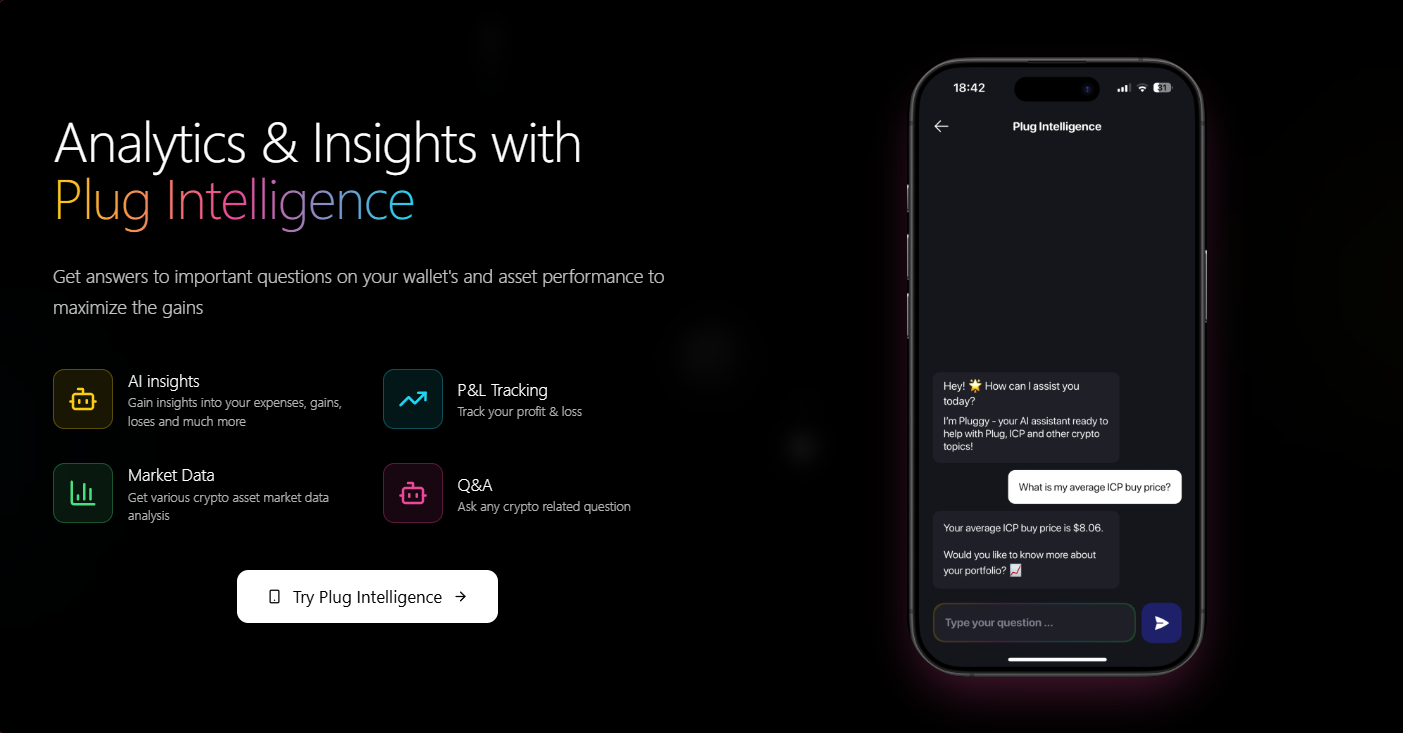 Analytics & Insights with
Plug Intelligence
Get answers to important questions on your wallet's and asset performance to
maximize the gains
AI insights
Gain insights into your expenses, gains,
loses and much more
P&L Tracking
Track your profit & loss
Market Data
Get various crypto asset market data
analysis
Q&A
Ask any crypto related question
Try Plug Intelligence
18:42
31
Plug Intelligence
Hey! 🌟 How can I assist you
today?
I'm Pluggy - your AI assistant ready to
help with Plug, ICP and other crypto
topics!
What is my average ICP buy price?
Your average ICP buy price is $8.06.
Would you like to know more about
your portfolio? 📈
Type your question ...